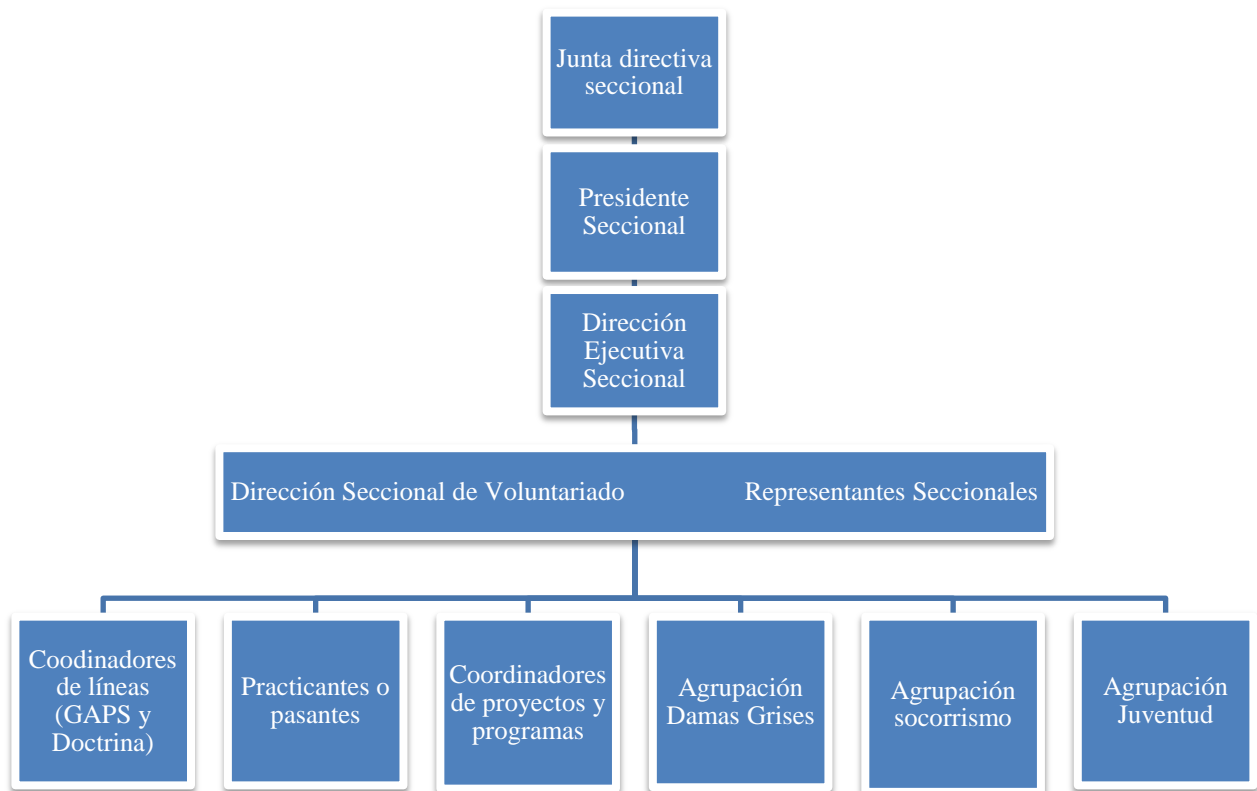 Junta directiva
seccional
Presidente
Seccional
Dirección
Ejecutiva
Seccional
Dirección Seccional de Voluntariado Representantes Seccionales
Coodinadores
de líneas
(GAPS y
Doctrina)
Practicantes o
pasantes
Coordinadores
de proyectos y
programas
Agrupación
Damas Grises
Agrupación
socorrismo
Agrupación
Juventud